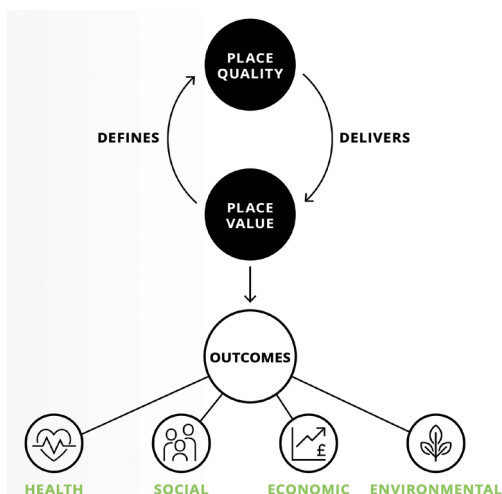 PLACE
QUALITY
DEFINES
DELIVERS
PLACE
VALUE
OUTCOMES
£
HEALTH
SOCIAL
ECONOMIC
ENVIRONMENTAL